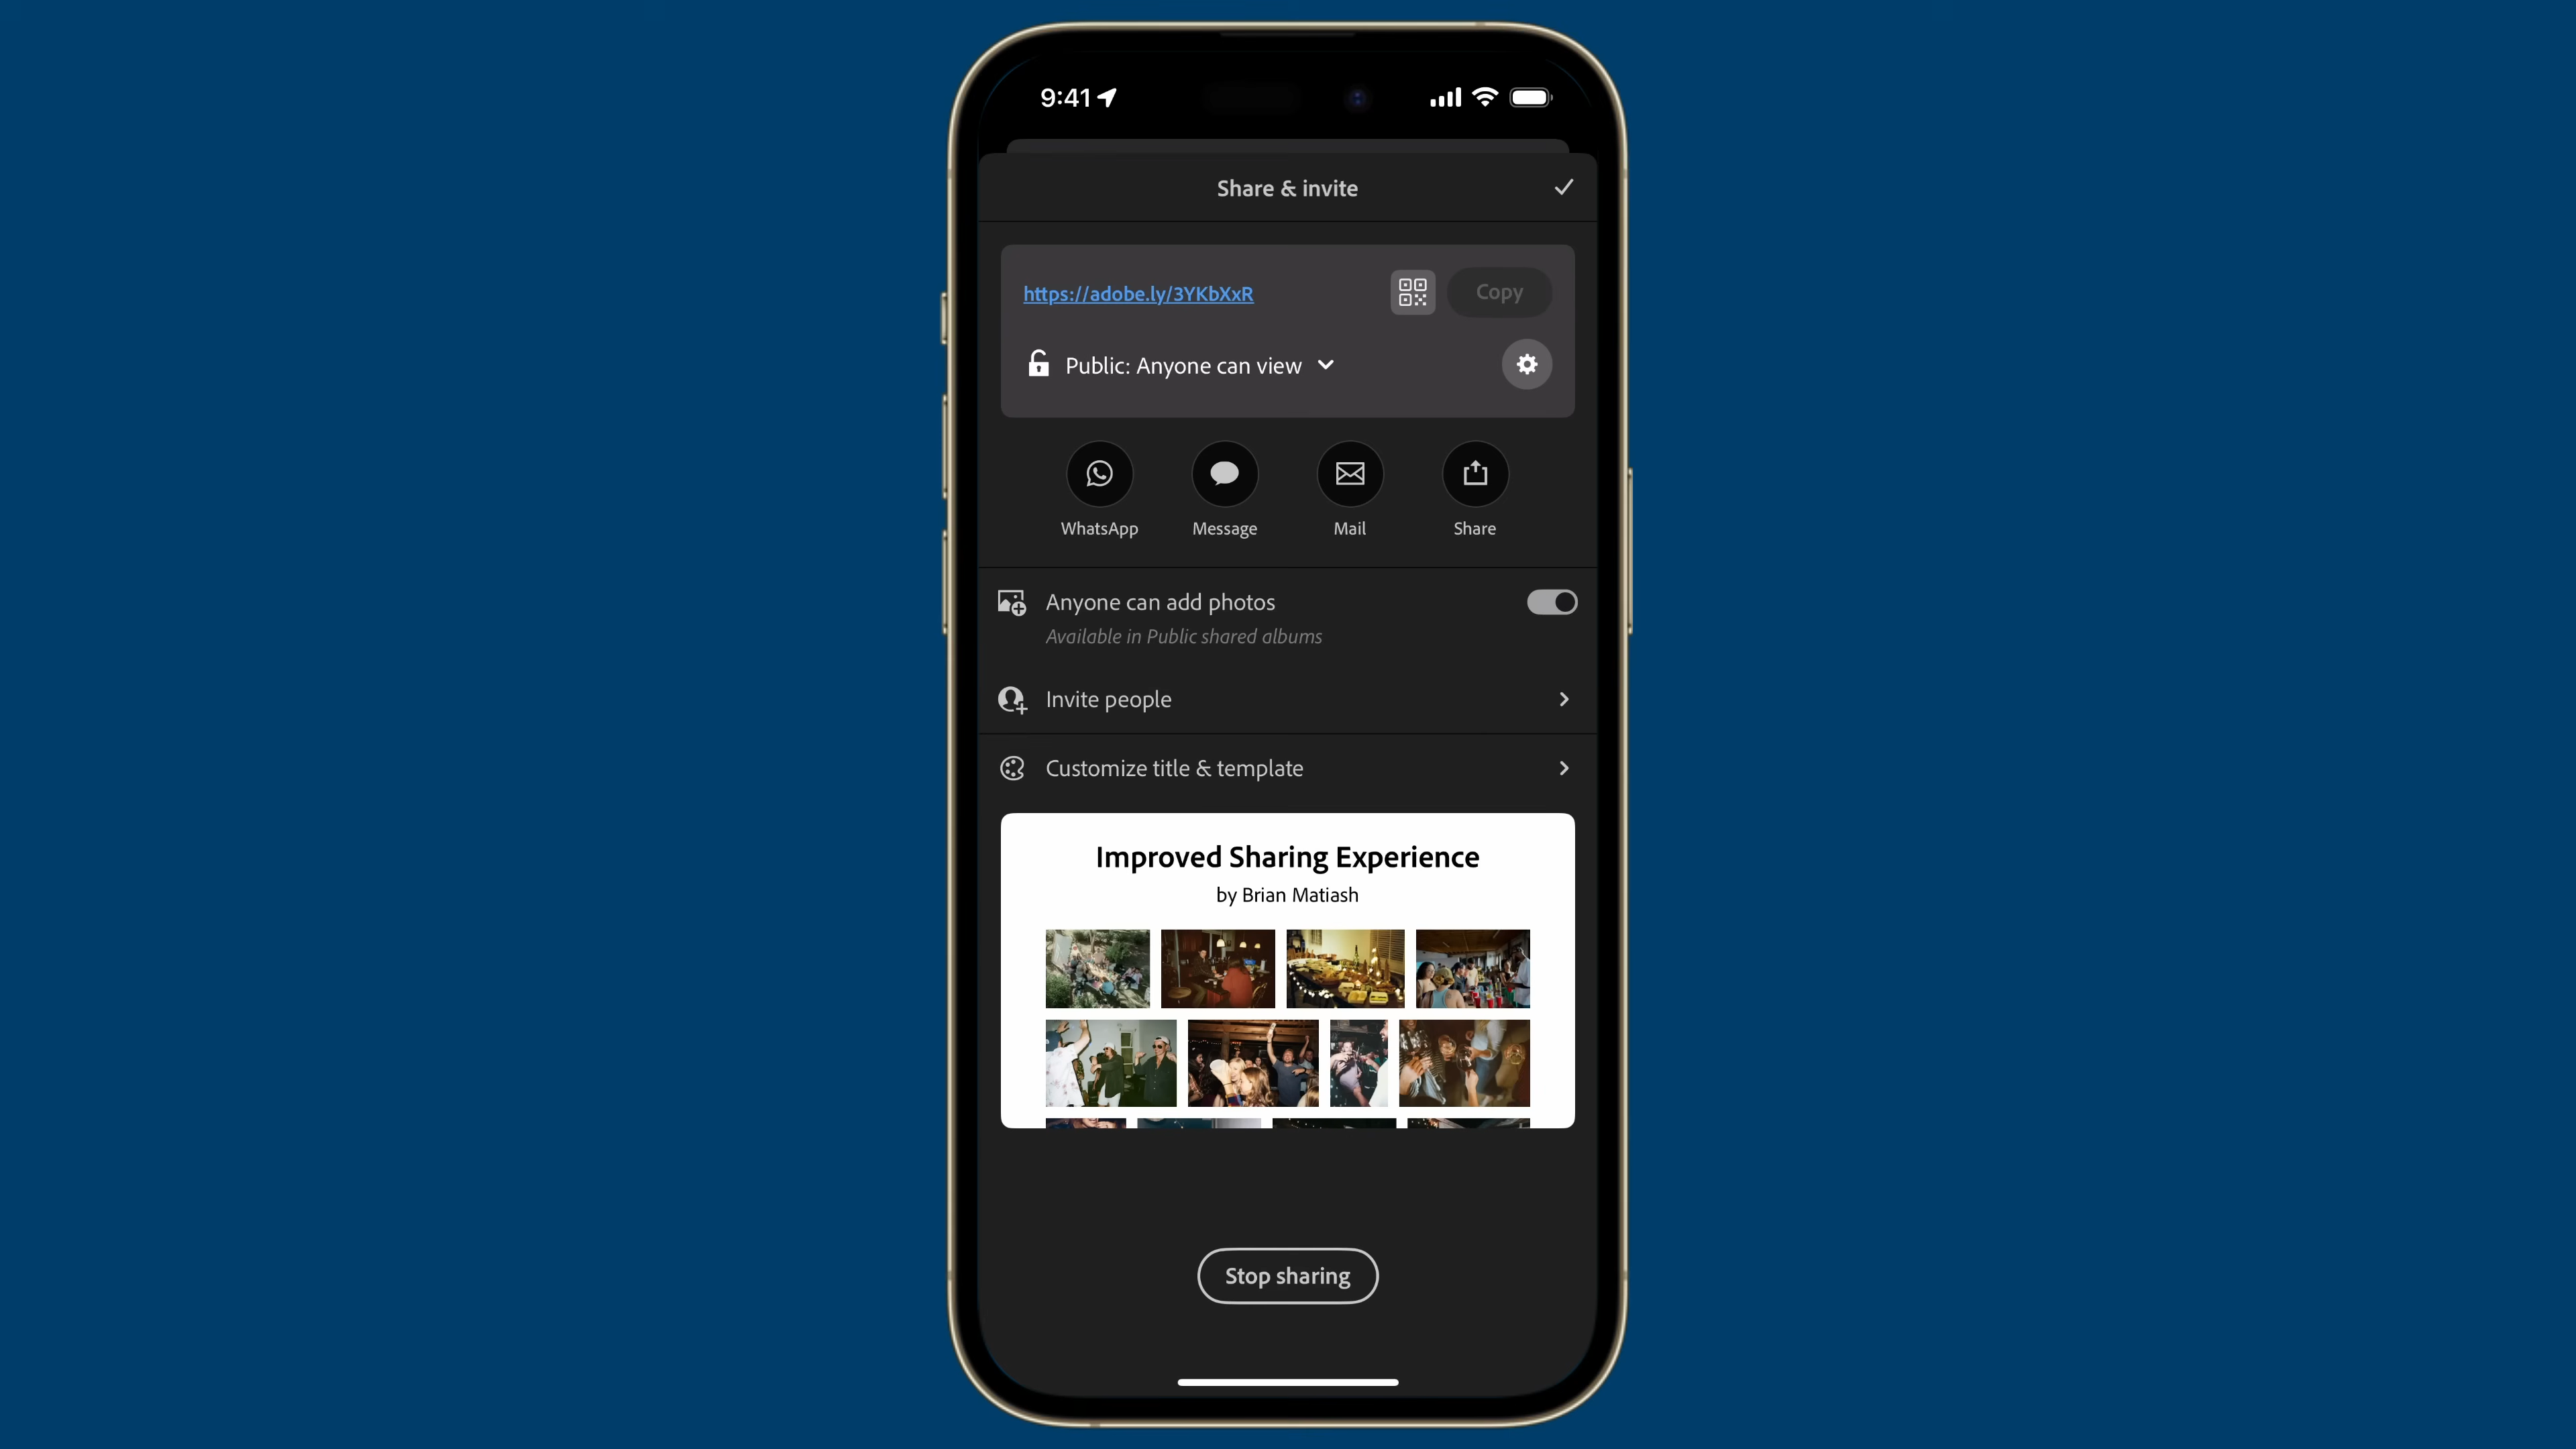 9:41
Share & invite
https://adobe.ly/3YKbXxR
Copy
Public: Anyone can view
WhatsApp
Message
Mail
Share
Anyone can add photos
Available in Public shared albums
Invite people
Customize title & template
Improved Sharing Experience
by Brian Matiash
Stop sharing